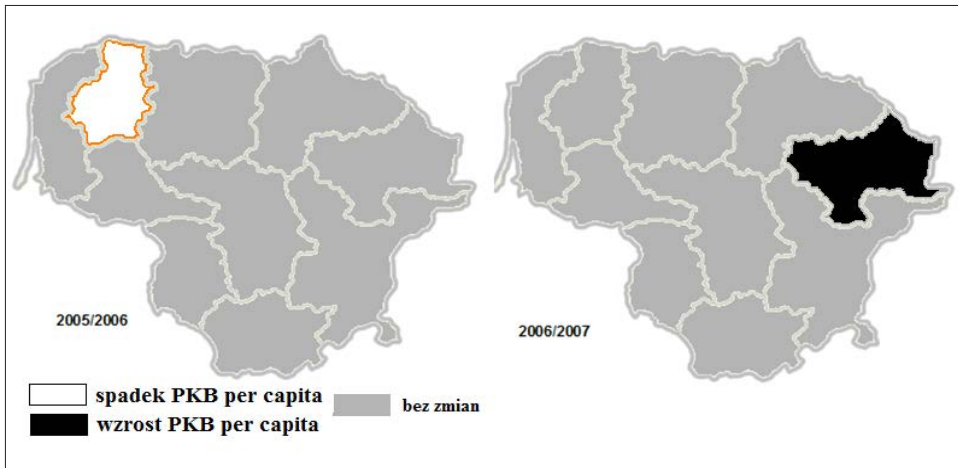 2005/2006
2006/2007
spadek PKB per capita
bez zmian
wzrost PKB per capita